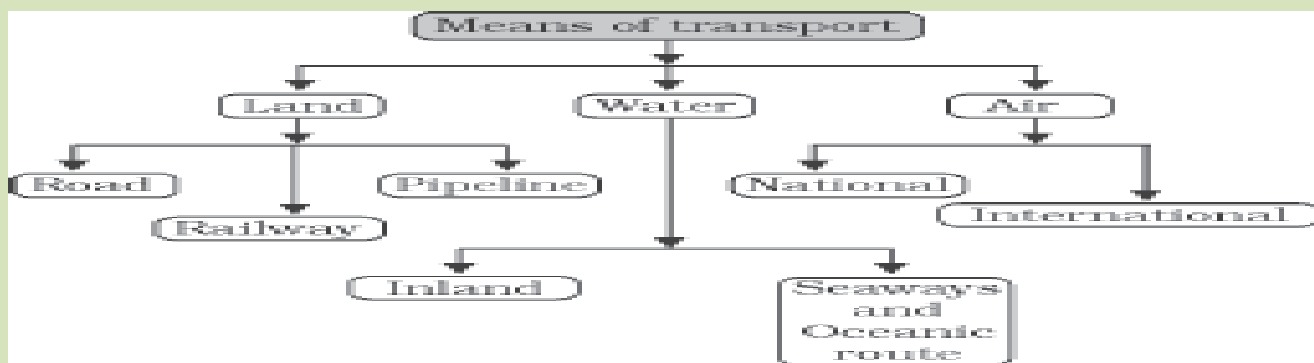 Means of transport
Land
Water
Air
Road
Pipeline
National
Railway
International
Inland
Seaways
and
Oceanic
route